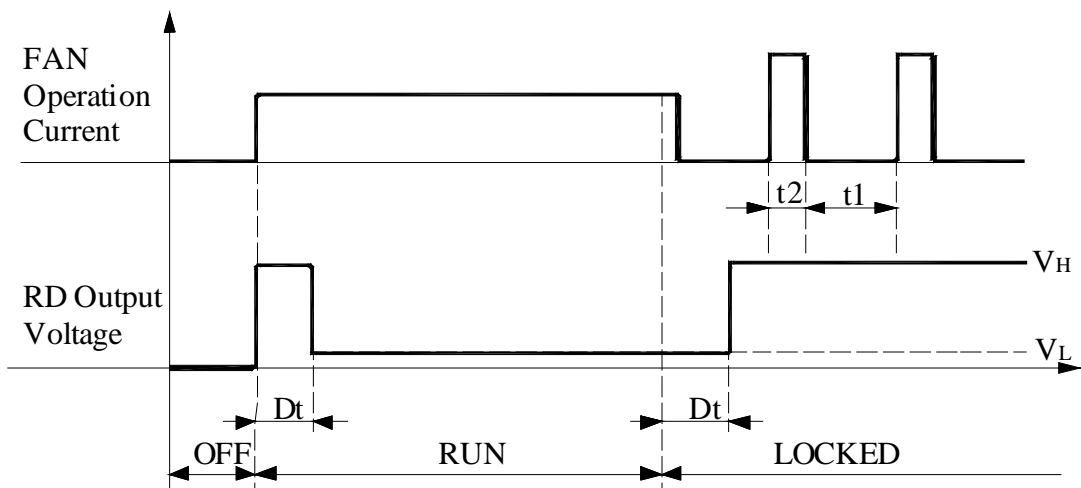 FAN
Operation
Current
t2
t1
VH
RD Output
Voltage
VL
Dt
Dt
OFF
RUN
LOCKED